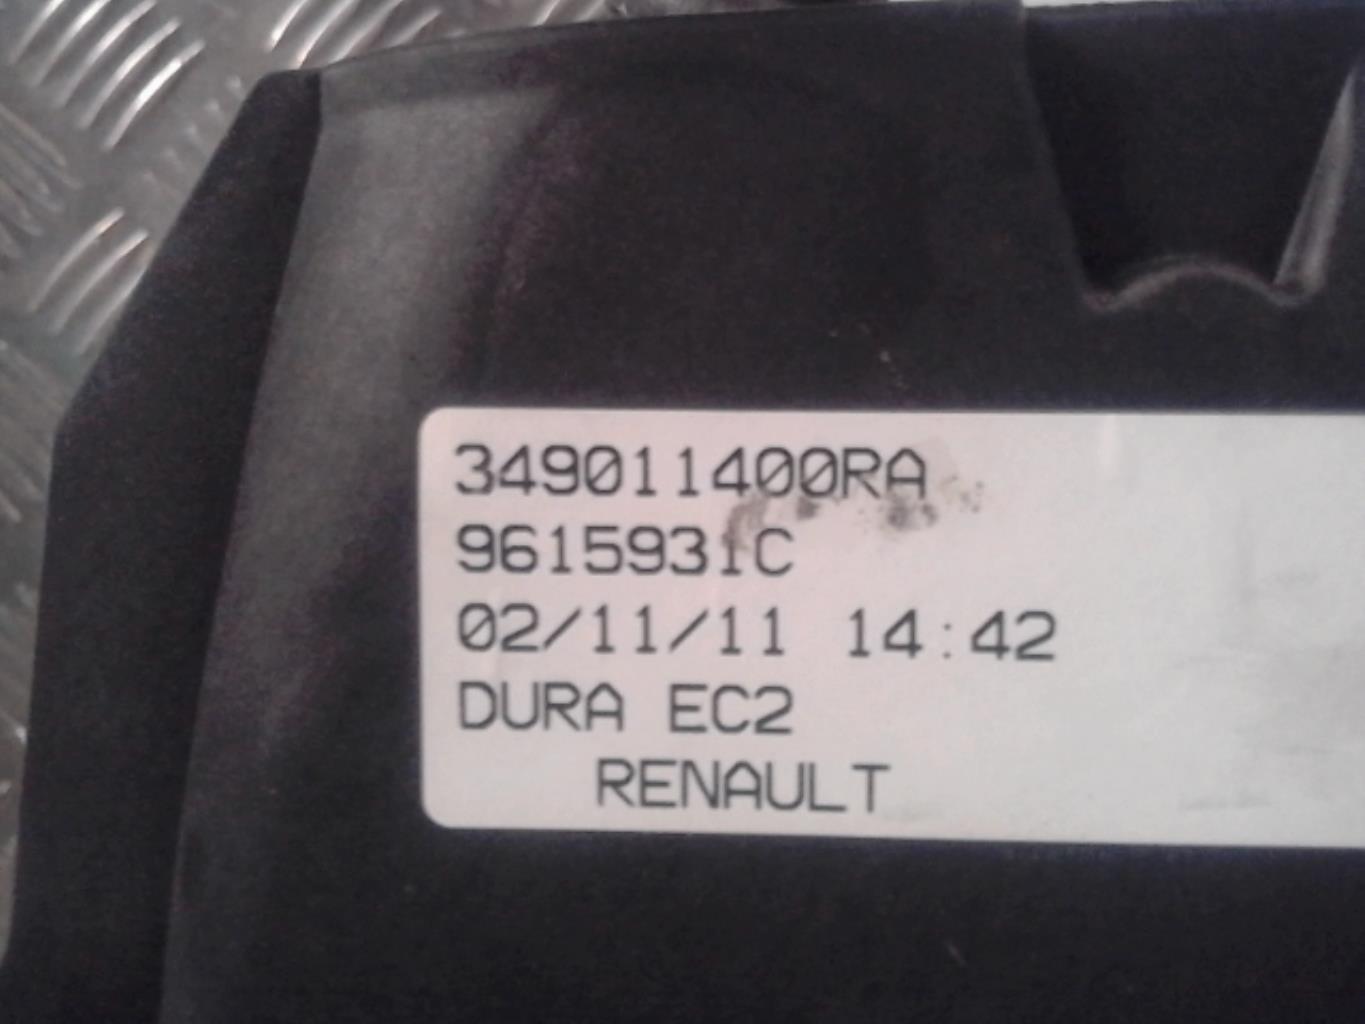 349011400RA
9615931C
02/11/11 14:42
DURA EC2
RENAULT